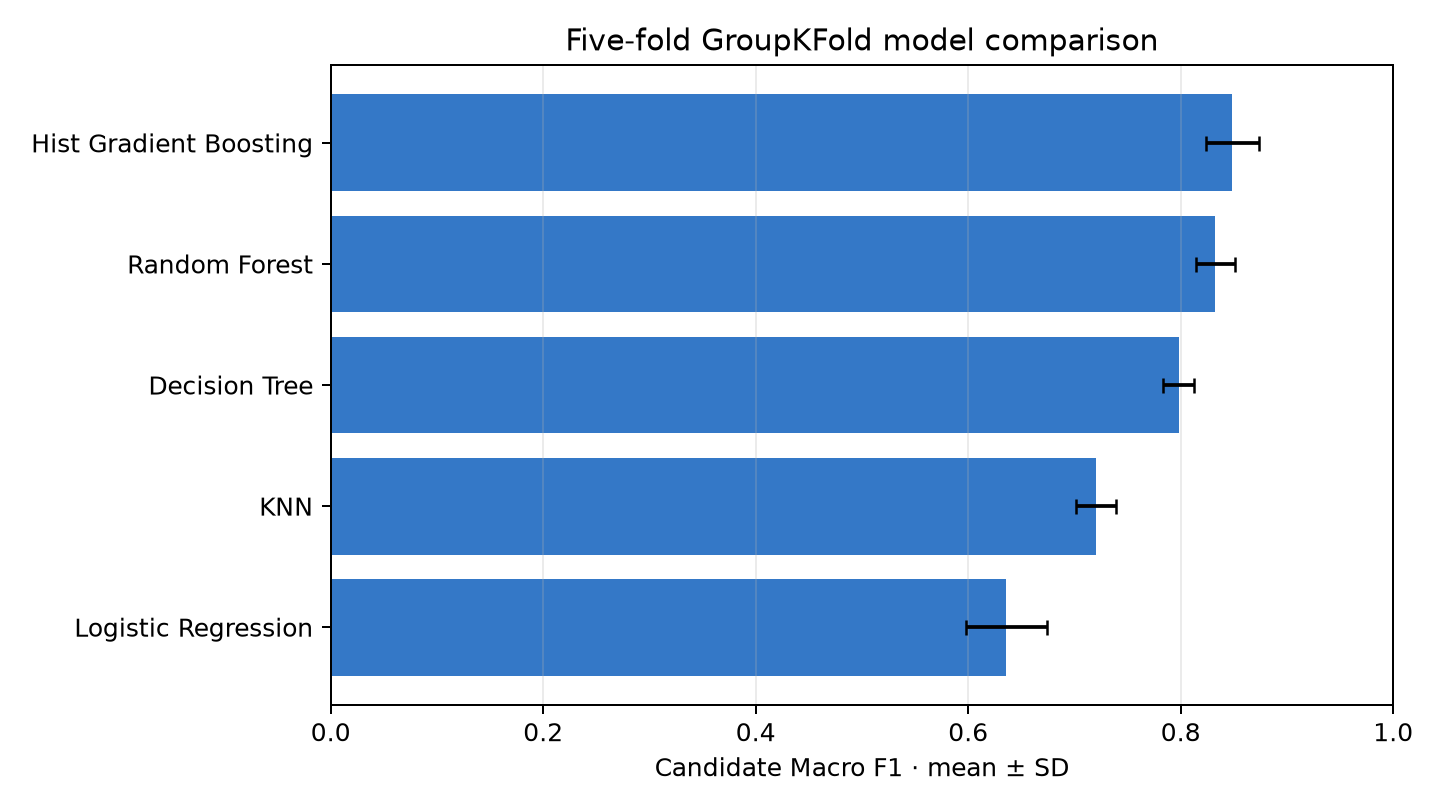 Five-fold GroupKFold model comparison
Hist Gradient Boosting
Random Forest
Decision Tree
KNN
Logistic Regression
0.0 0.2 0.4 0.6 0.8 1.0
Candidate Macro F1 · mean ± SD